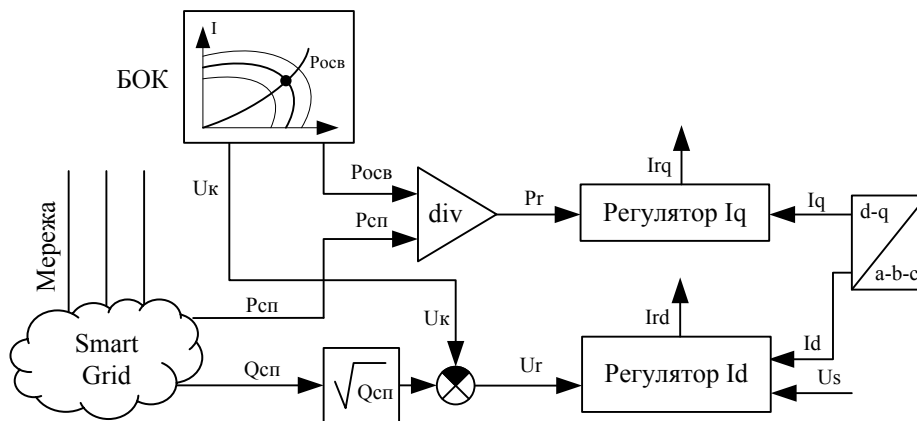 I
Pосв
БОК
Uк
Pосв
Pсп
div
Pr
Irq
Регулятор Iq
Iq
d-q
a-b-c
Мережа
Pсп
Uк
Ird
Id
Smart
Grid
Qсп
√Qсп
Ur
Регулятор Id
Us